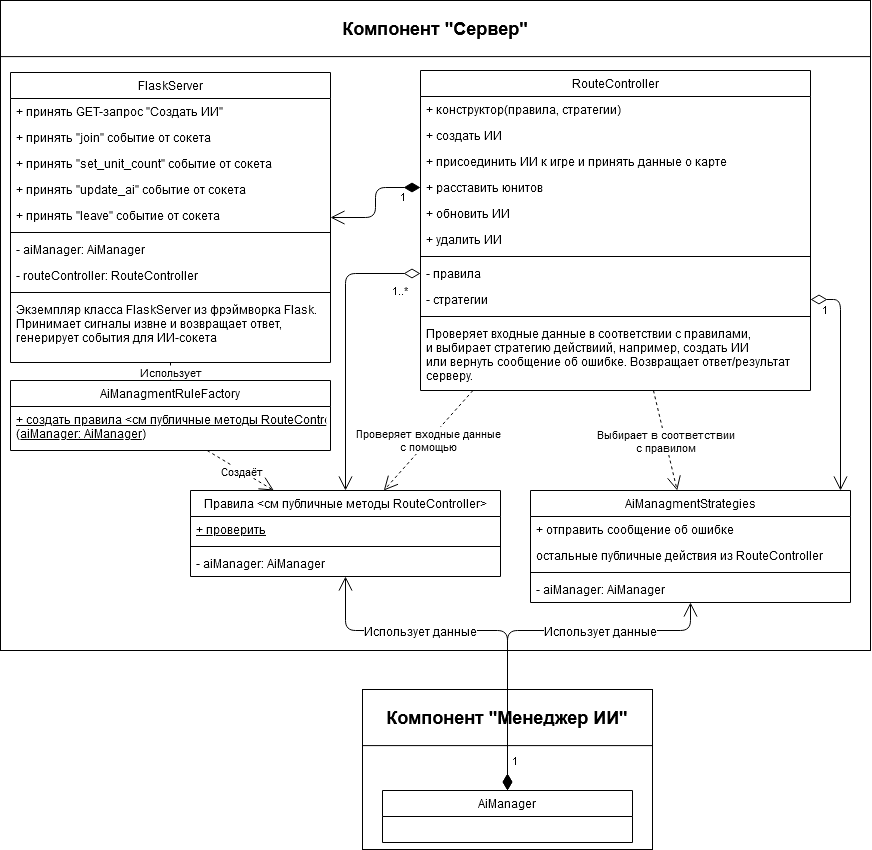 Компонент "Сервер"
FlaskServer
+ принять GET-запрос "Создать ИИ"
+ принять "join" событие от сокета
+ принять "set_unit_count" событие от сокета
+ принять "update_ai" событие от сокета
+ принять "leave" событие от сокета
- aiManager: AiManager
- routeController: RouteController
Экземпляр класса FlaskServer из фрэймворка Flask.
Принимает сигналы извне и возвращает ответ,
генерирует события для ИИ-сокета
RouteController
+ конструктор(правила, стратегии)
+ создать ИИ
+ присоединить ИИ к игре и принять данные о карте
+ расставить юнитов
+ обновить ИИ
+ удалить ИИ
- правила
- стратегии
Проверяет входные данные в соответствии с правилами,
и выбирает стратегию действиий, например, создать ИИ
или вернуть сообщение об ошибке. Возвращает ответ/результат
серверу.
1
1..*
1
Использует
AiManagmentRuleFactory
+ создать правила <см публичные методы RouteContro
(aiManager: AiManager)
Создаёт
Проверяет входные данные
с помощью
Выбирает в соответствии
с правилом
Правила <см публичные методы RouteController>
+ проверить
- aiManager: AiManager
AiManagmentStrategies
+ отправить сообщение об ошибке
остальные публичные действия из RouteController
- aiManager: AiManager
Использует данные
Использует данные
Компонент "Менеджер ИИ"
1
AiManager